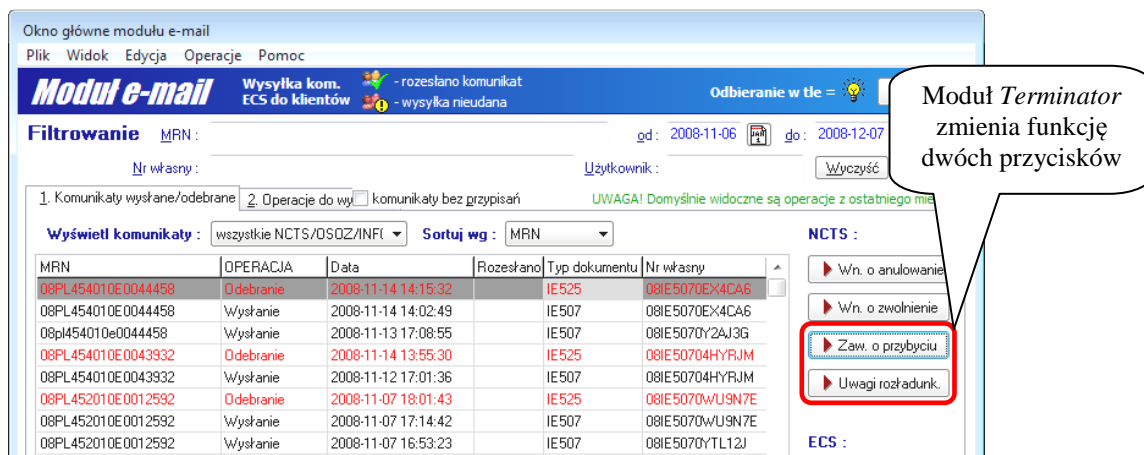 Okno główne modułu e-mail
Plik Widok Edycja Operacje Pomoc
Moduł e-mail
Wysyłka kom.
ECS do klientów
- rozesłano komunikat
- wysyłka nieudana
Odbieranie w tle =
Moduł Terminator
zmienia funkcję
dwóch przycisków
Filtrowanie MRN : od : 2008-11-06 do : 2008-12-07
Nr własny : Użytkownik : Wyczyść
1. Komunikaty wysłane/odebrane 2. Operacje do wy komunikaty bez przypisań UWAGA! Domyślnie widoczne są operacje z ostatniego mie
Wyświetl komunikaty : wszystkie NCTS/OSOZ/INF( Sortuj wg : MRN NCTS :
MRN OPERACJA Data Rozesłano Typ dokumentu Nr własny
08PL454010E0044458 Odebranie 2008-11-14 14:15:32 IE525 08IE5070EX4CA6
08PL454010E0044458 Wysłanie 2008-11-14 14:02:49 IE507 08IE5070EX4CA6
08pl454010e0044458 Wysłanie 2008-11-13 17:08:55 IE507 08IE5070Y2AJ3G
08PL454010E0043932 Odebranie 2008-11-14 13:55:30 IE525 08IE50704HYRJM
08PL454010E0043932 Wysłanie 2008-11-12 17:01:36 IE507 08IE50704HYRJM
08PL452010E0012592 Odebranie 2008-11-07 18:01:43 IE525 08IE5070WU9N7E
08PL452010E0012592 Wysłanie 2008-11-07 17:14:42 IE507 08IE5070WU9N7E
08PL452010E0012592 Wysłanie 2008-11-07 16:53:23 IE507 08IE5070YTL12J
Wn. o anulowanie
Wn. o zwolnienie
Zaw. o przybyciu
Uwagi rozładunk.
ECS :